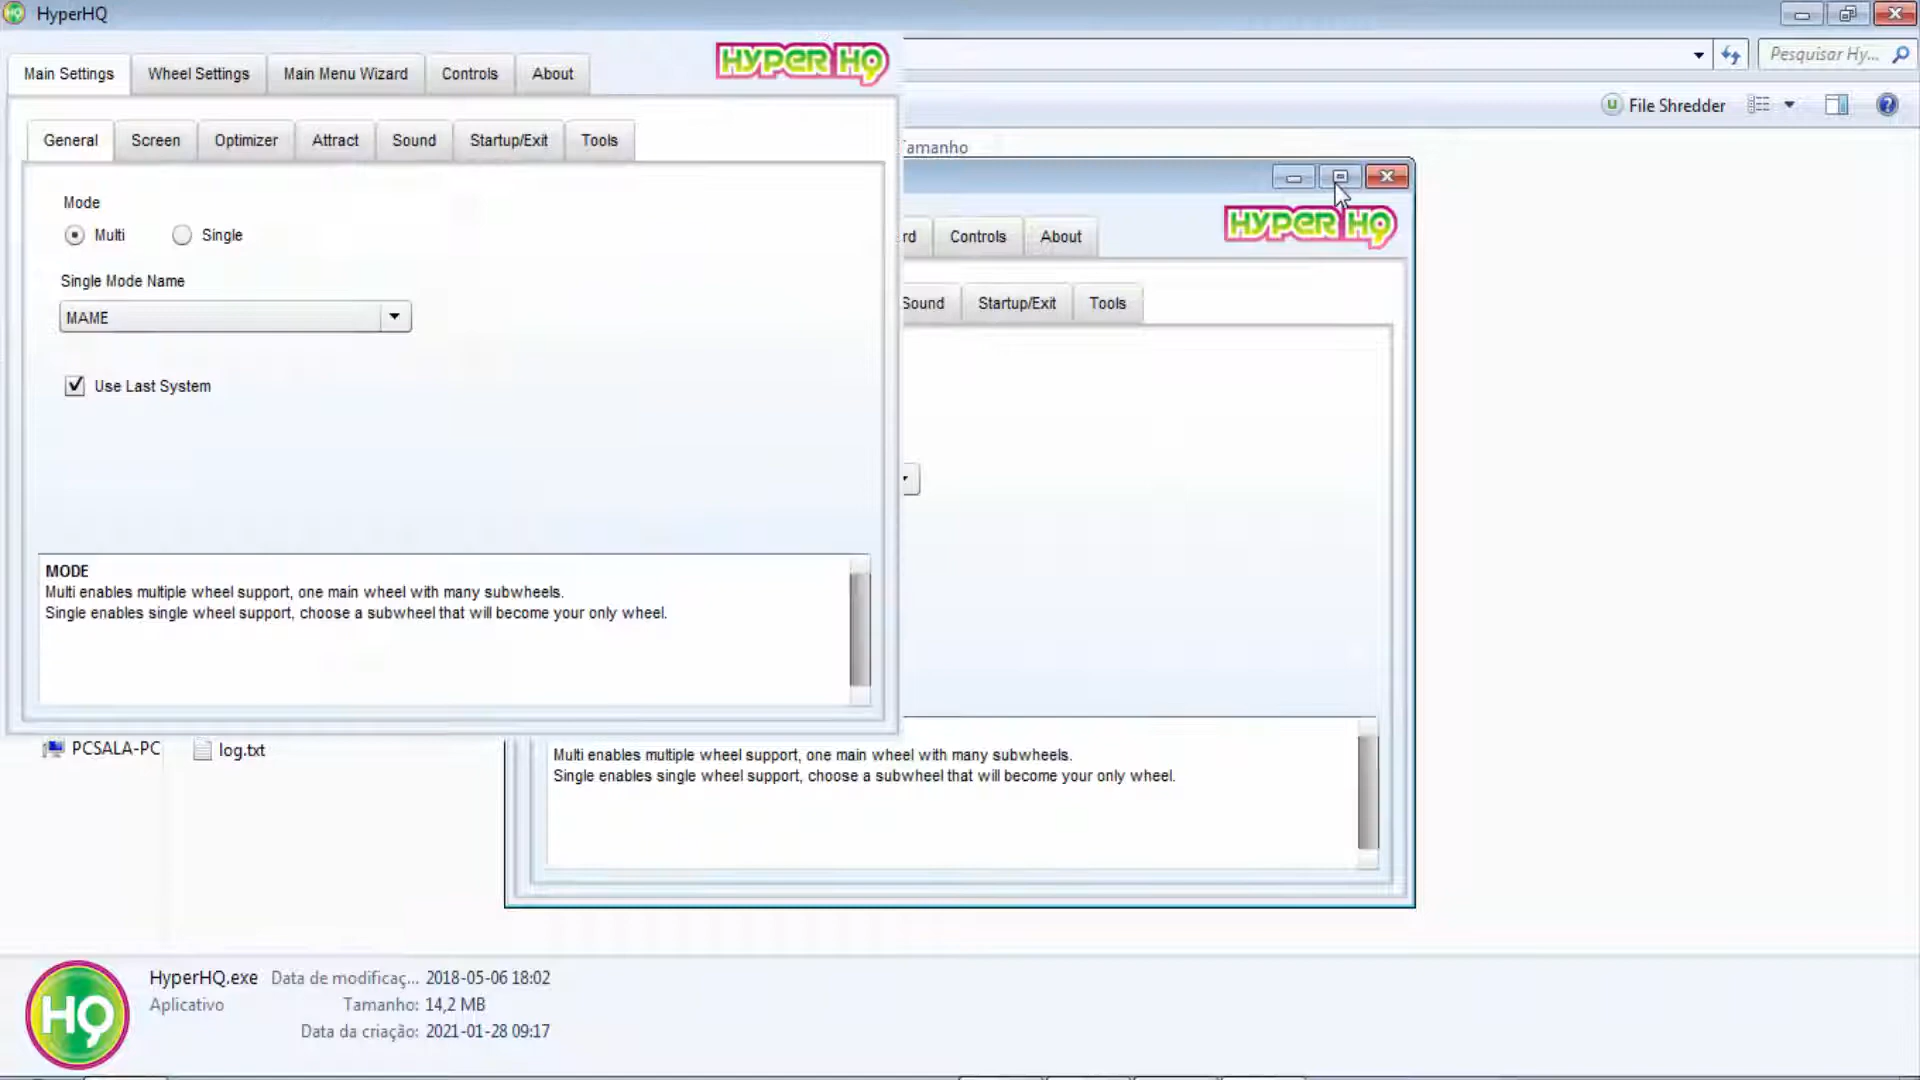 HyperHQ
Main Settings
Wheel Settings
Main Menu Wizard
Controls
About
HYPER HQ
Pesquisar Hy...
File Shredder
General
Screen
Optimizer
Attract
Sound
Startup/Exit
Tools
amanho
Mode
Multi
Single
Single Mode Name
MAME
Use Last System
rd
Controls
About
HYPER HQ
Sound
Startup/Exit
Tools
MODE
Multi enables multiple wheel support, one main wheel with many subwheels.
Single enables single wheel support, choose a subwheel that will become your only wheel.
PCSALA-PC
log.txt
Multi enables multiple wheel support, one main wheel with many subwheels.
Single enables single wheel support, choose a subwheel that will become your only wheel.
HQ
HyperHQ.exe Data de modificaç... 2018-05-06 18:02
Aplicativo Tamanho: 14,2 MB
Data da criação: 2021-01-28 09:17